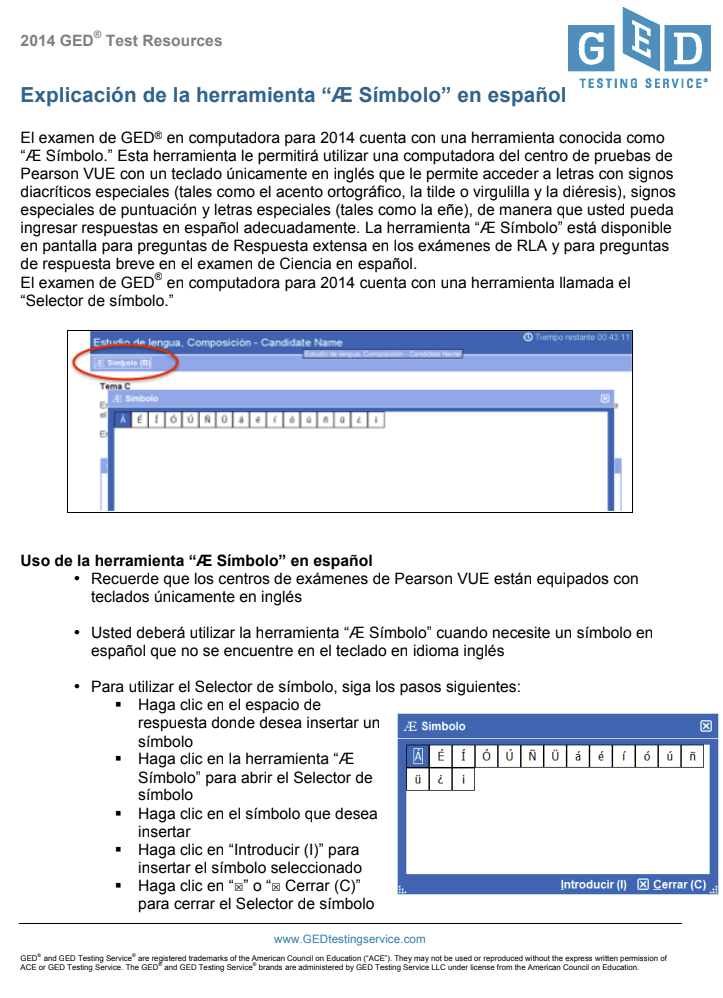 2014 GED® Test Resources
GED
TESTING SERVICE®
Explicación de la herramienta “Æ Símbolo” en español
El examen de GED® en computadora para 2014 cuenta con una herramienta conocida como
“Æ Símbolo.” Esta herramienta le permitirá utilizar una computadora del centro de pruebas de
Pearson VUE con un teclado únicamente en inglés que le permite acceder a letras con signos
diacríticos especiales (tales como el acento ortográfico, la tilde o virgulilla y la diéresis), signos
especiales de puntuación y letras especiales (tales como la eñe), de manera que usted pueda
ingresar respuestas en español adecuadamente. La herramienta “Æ Símbolo” está disponible
en pantalla para preguntas de Respuesta extensa en los exámenes de RLA y para preguntas
de respuesta breve en el examen de Ciencia en español.
El examen de GED® en computadora para 2014 cuenta con una herramienta llamada el
“Selector de símbolo.”
Estudio de lengua, Composición - Candidate Name
Tiempo restante 00:43:11
Estudio de lengua, Composición - Candidate Name
Æ Símbolo
Tema C
Æ Símbolo
Á É Í Ó Ú Ñ Ü á é í ó ú ñ ü ¿ ¡
Uso de la herramienta “Æ Símbolo” en español
• Recuerde que los centros de exámenes de Pearson VUE están equipados con
teclados únicamente en inglés
• Usted deberá utilizar la herramienta “Æ Símbolo” cuando necesite un símbolo en
español que no se encuentre en el teclado en idioma inglés
• Para utilizar el Selector de símbolo, siga los pasos siguientes:
▪ Haga clic en el espacio de
respuesta donde desea insertar un
símbolo
▪ Haga clic en la herramienta “Æ
Símbolo” para abrir el Selector de
símbolo
▪ Haga clic en el símbolo que desea
insertar
▪ Haga clic en “Introducir (I)” para
insertar el símbolo seleccionado
▪ Haga clic en “☒” o “☒ Cerrar (C)”
para cerrar el Selector de símbolo
Æ Símbolo
Á É Í Ó Ú Ñ Ü á é í ó ú ñ
ü ¿ ¡
Introducir (I) ☒ Cerrar (C)
www.GEDtestingservice.com
GED® and GED Testing Service® are registered trademarks of the American Council on Education (“ACE”). They may not be used or reproduced without the express written permission of
ACE or GED Testing Service. The GED® and GED Testing Service® brands are administered by GED Testing Service LLC under license from the American Council on Education.